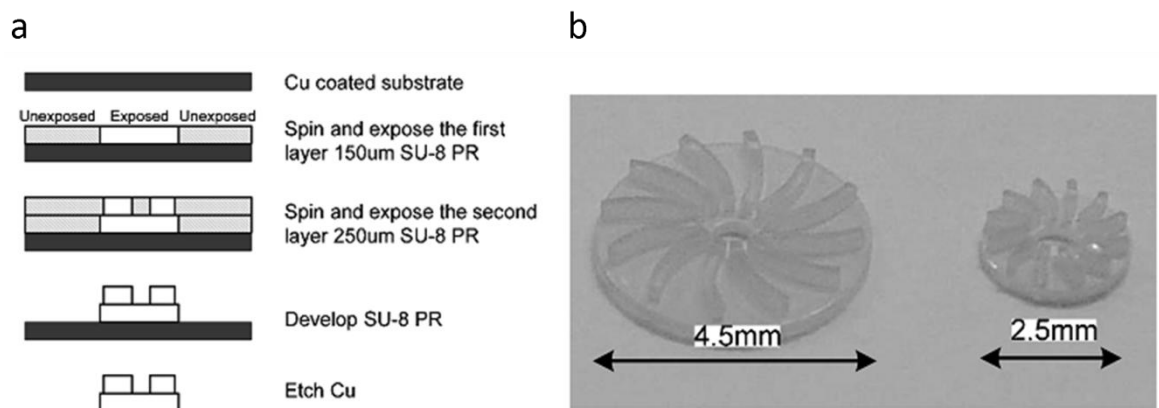 a
b
Cu coated substrate
Unexposed Exposed Unexposed
Spin and expose the first
layer 150um SU-8 PR
Spin and expose the second
layer 250um SU-8 PR
Develop SU-8 PR
Etch Cu
4.5mm
2.5mm